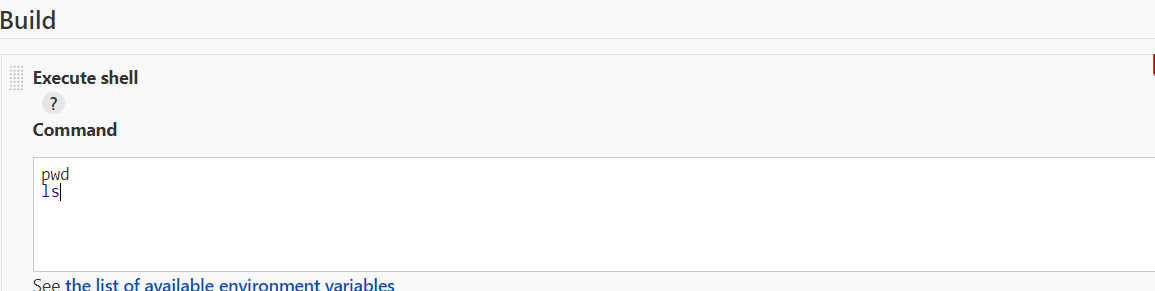 Build
Execute shell
?
Command
pwd
ls
See the list of available environment variables